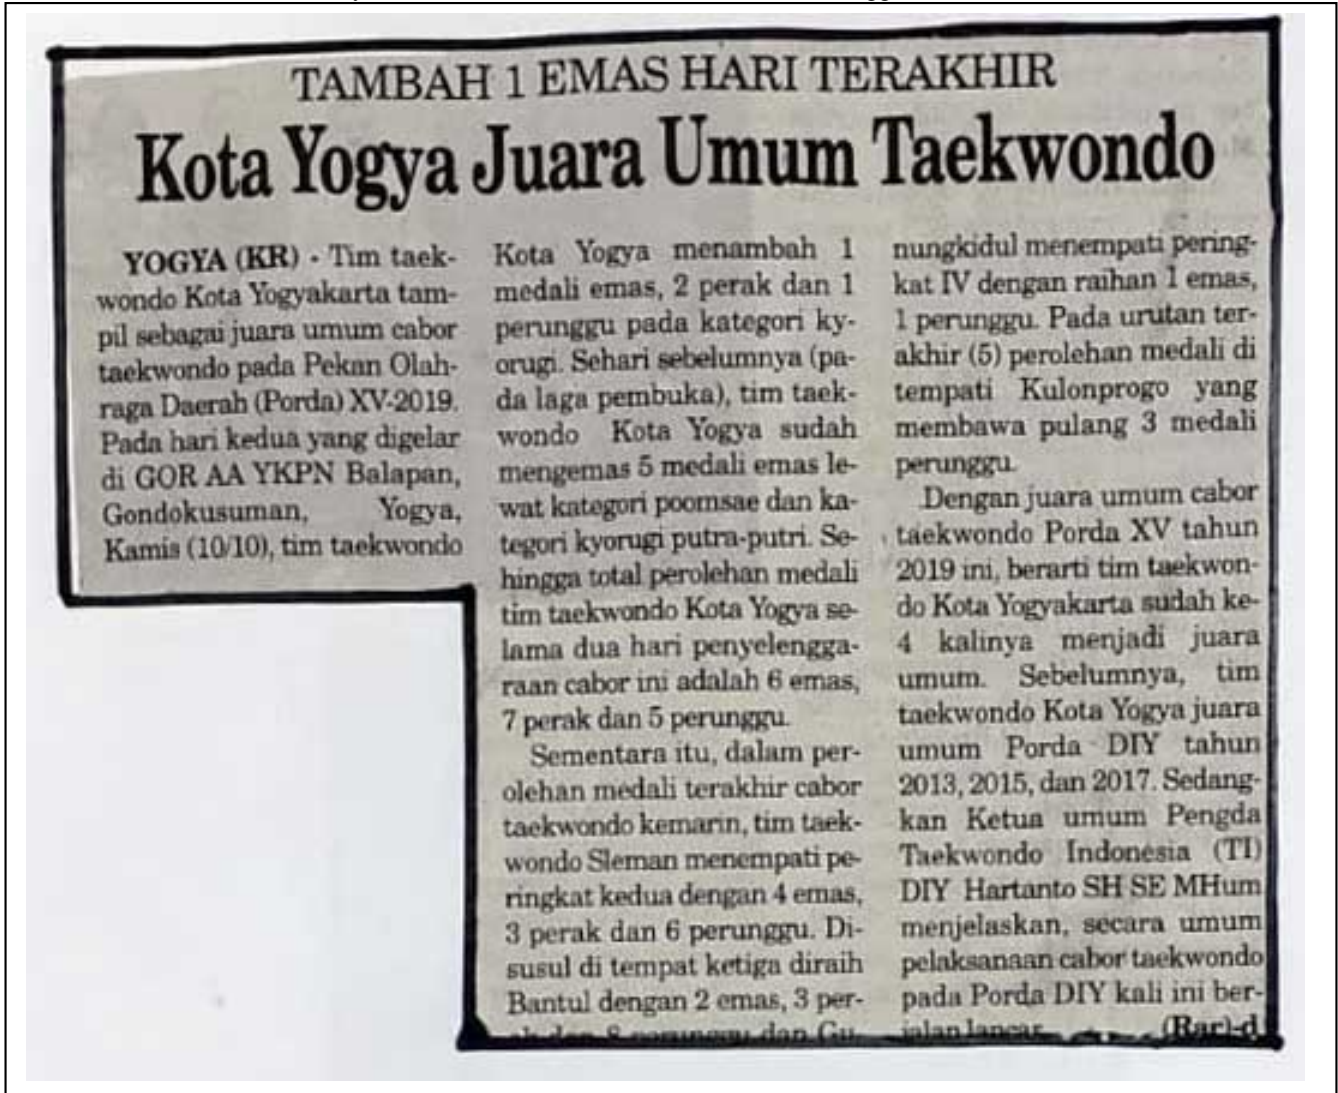 TAMBAH 1 EMAS HARI TERAKHIR
Kota Yogya Juara Umum Taekwondo
YOGYA (KR) - Tim taek-
wondo Kota Yogyakarta tam-
pil sebagai juara umum cabor
taekwondo pada Pekan Olah-
raga Daerah (Porda) XV-2019.
Pada hari kedua yang digelar
di GOR AA YKPN Balapan,
Gondokusuman, Yogya,
Kamis (10/10), tim taekwondo
Kota Yogya menambah 1
medali emas, 2 perak dan 1
perunggu pada kategori ky-
orugi. Sehari sebelumnya (pa-
da laga pembuka), tim taek-
wondo Kota Yogya sudah
mengemas 5 medali emas le-
wat kategori poomsae dan ka-
tegori kyorugi putra-putri. Se-
hingga total perolehan medali
tim taekwondo Kota Yogya se-
lama dua hari penyelengga-
raan cabor ini adalah 6 emas,
7 perak dan 5 perunggu.
Sementara itu, dalam per-
olehan medali terakhir cabor
taekwondo kemarin, tim taek-
wondo Sleman menempati pe-
ringkat kedua dengan 4 emas,
3 perak dan 6 perunggu. Di-
susul di tempat ketiga diraih
Bantul dengan 2 emas, 3 per-
ak dan 8 perunggu dan Gu-
nungkidul menempati pering-
kat IV dengan raihan 1 emas,
1 perunggu. Pada urutan ter-
akhir (5) perolehan medali di
tempati Kulonprogo yang
membawa pulang 3 medali
perunggu.
Dengan juara umum cabor
taekwondo Porda XV tahun
2019 ini, berarti tim taekwon-
do Kota Yogyakarta sudah ke-
4 kalinya menjadi juara
umum. Sebelumnya, tim
taekwondo Kota Yogya juara
umum Porda DIY tahun
2013, 2015, dan 2017. Sedang-
kan Ketua umum Pengda
Taekwondo Indonesia (TI)
DIY Hartanto SH SE MHum
menjelaskan, secara umum
pelaksanaan cabor taekwondo
pada Porda DIY kali ini ber-
jalan lancar. (Rar)-d